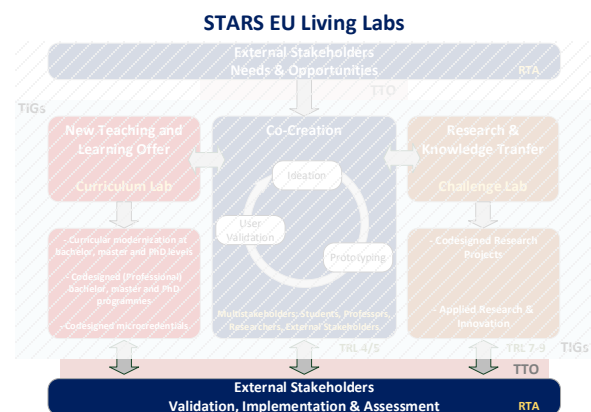 STARS EU Living Labs
External Stakeholders
Needs & Opportunities
RTA
TTO
TiGs
New Teaching and
Learning Offer
Curriculum Lab
Co-Creation
Ideation
User
Validation
Prototyping
Multistakeholders: Students, Professors,
Researchers, External Stakeholders
Research &
Knowledge Tranfer
Challenge Lab
- Curricular modernisation at
bachelor, master and PhD levels
- Codesigned (Professional)
bachelor, master and PhD
programmes
- Codesigned microcredentials
- Codesigned Research
Projects
- Applied Research &
Innovation
TRL 4/5
TRL 7-9
TIGs
TTO
External Stakeholders
Validation, Implementation & Assessment
RTA